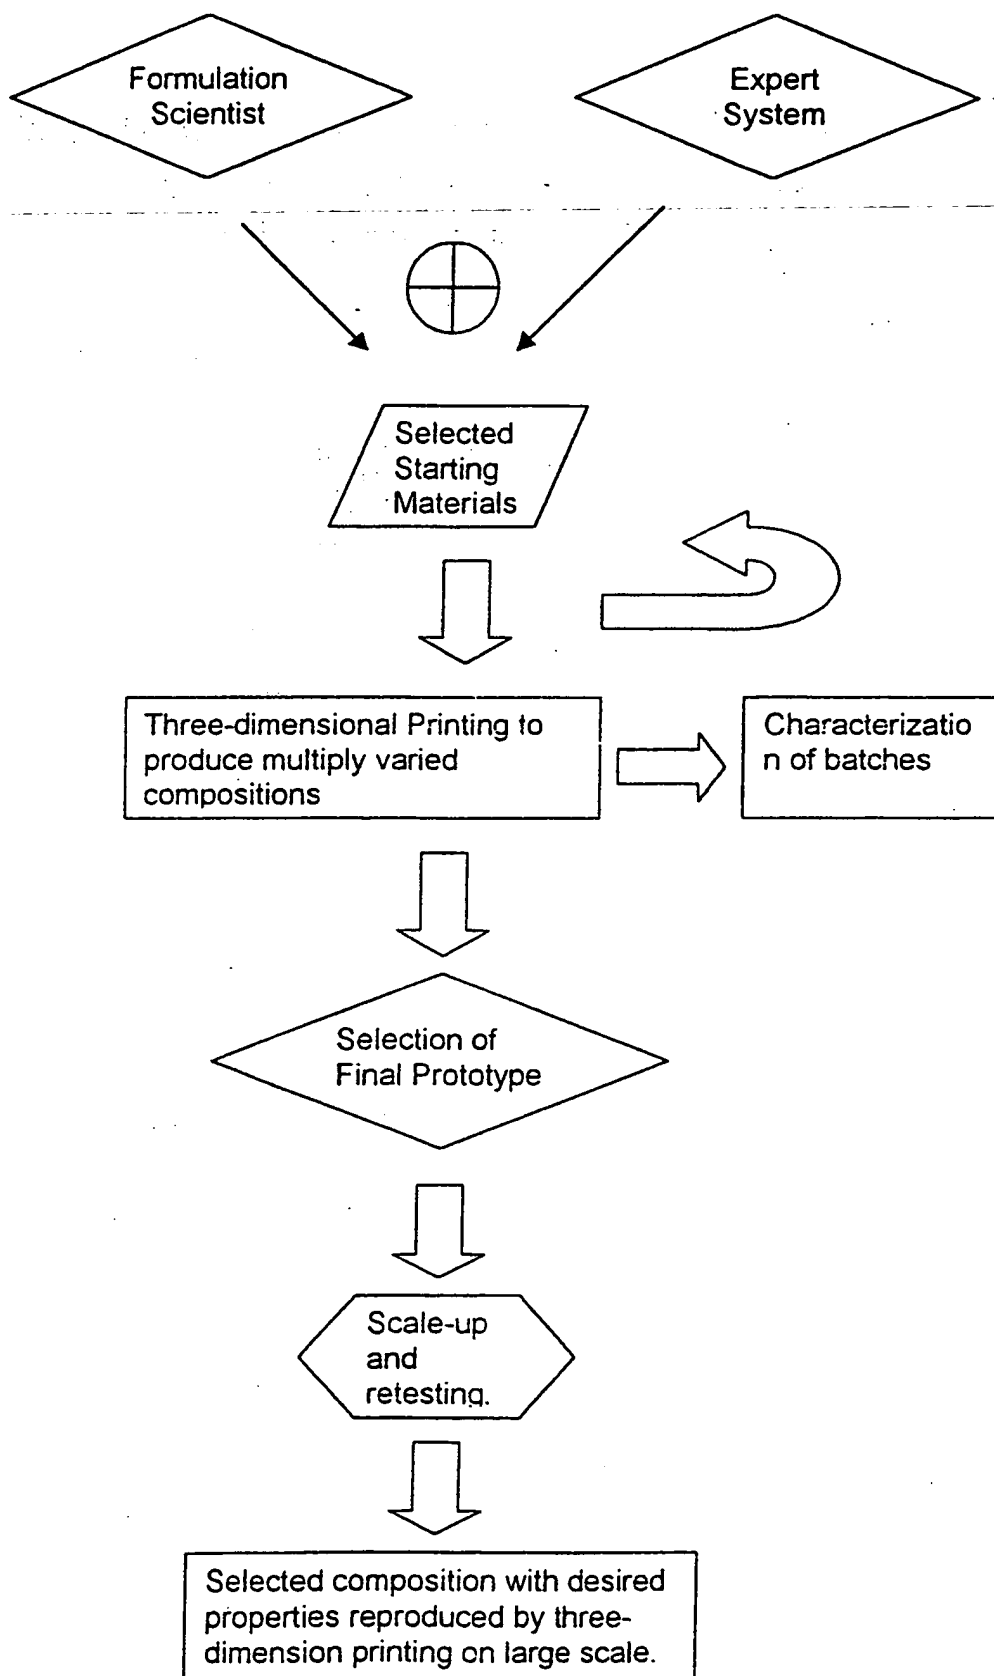 Formulation
Scientist
Expert
System
Selected
Starting
Materials
Three-dimensional Printing to
produce multiply varied
compositions
Characterizatio
n of batches
Selection of
Final Prototype
Scale-up
and
retesting.
Selected composition with desired
properties reproduced by three-
dimension printing on large scale.